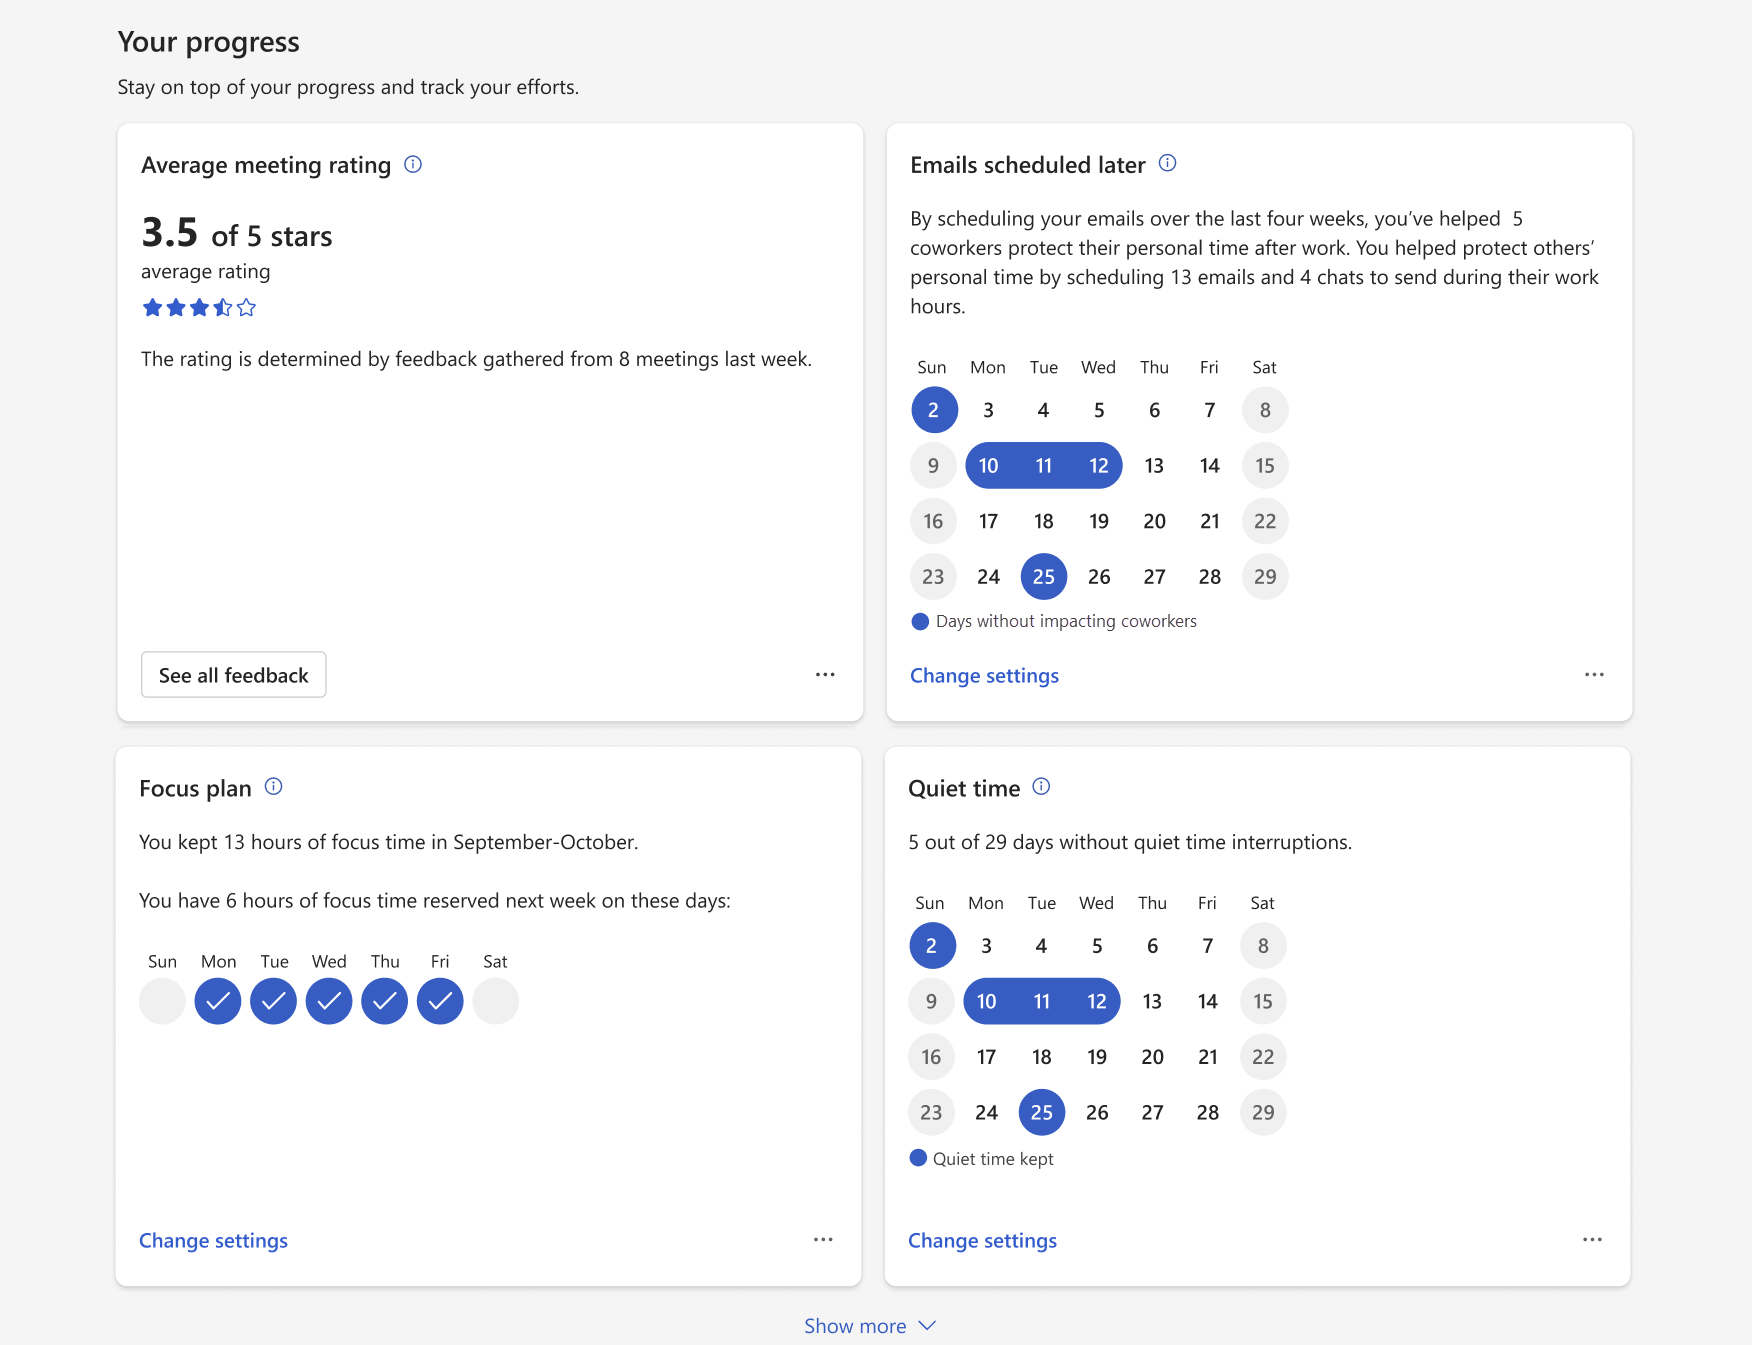 Your progress
Stay on top of your progress and track your efforts.
Average meeting rating
3.5 of 5 stars
average rating
The rating is determined by feedback gathered from 8 meetings last week.
See all feedback
Emails scheduled later
By scheduling your emails over the last four weeks, you’ve helped 5
coworkers protect their personal time after work. You helped protect others’
personal time by scheduling 13 emails and 4 chats to send during their work
hours.
Sun Mon Tue Wed Thu Fri Sat
2 3 4 5 6 7 8
9 10 11 12 13 14 15
16 17 18 19 20 21 22
23 24 25 26 27 28 29
Days without impacting coworkers
Change settings
Focus plan
You kept 13 hours of focus time in September-October.
You have 6 hours of focus time reserved next week on these days:
Sun Mon Tue Wed Thu Fri Sat
Change settings
Quiet time
5 out of 29 days without quiet time interruptions.
Sun Mon Tue Wed Thu Fri Sat
2 3 4 5 6 7 8
9 10 11 12 13 14 15
16 17 18 19 20 21 22
23 24 25 26 27 28 29
Quiet time kept
Change settings
Show more